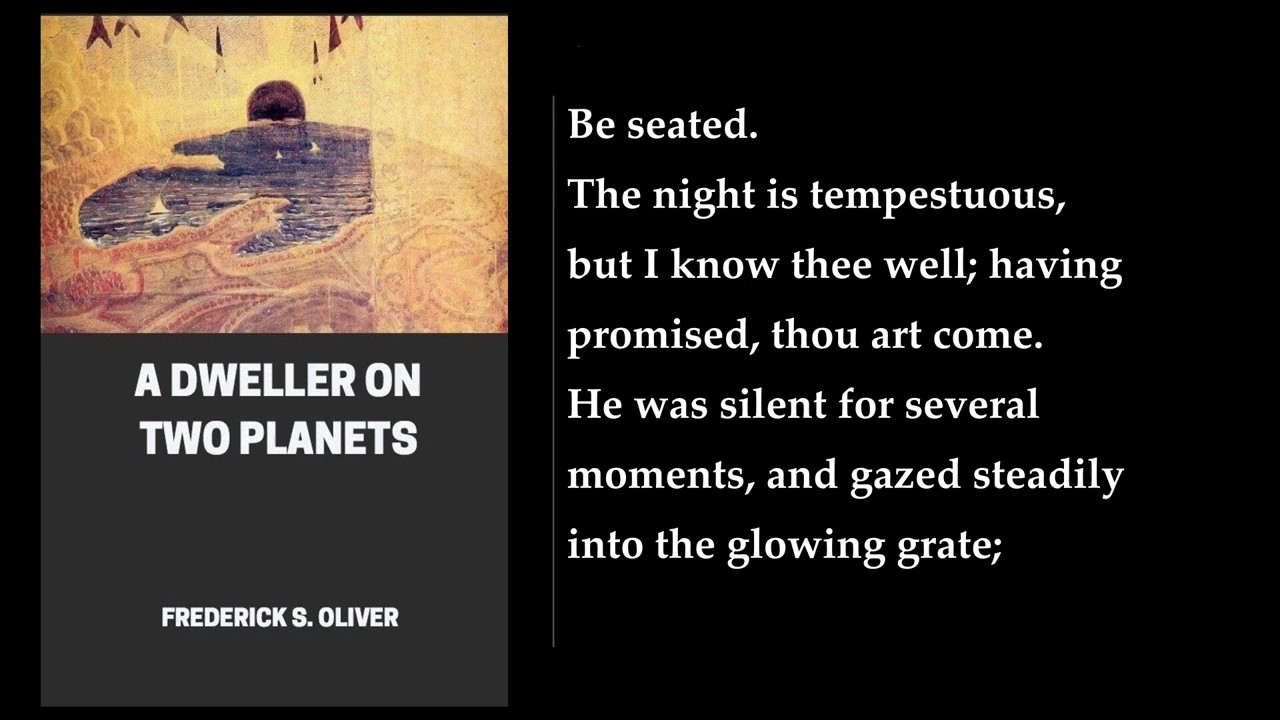 A DWELLER ON
TWO PLANETS
FREDERICK S. OLIVER
Be seated.
The night is tempestuous,
but I know thee well; having
promised, thou art come.
He was silent for several
moments, and gazed steadily
into the glowing grate;